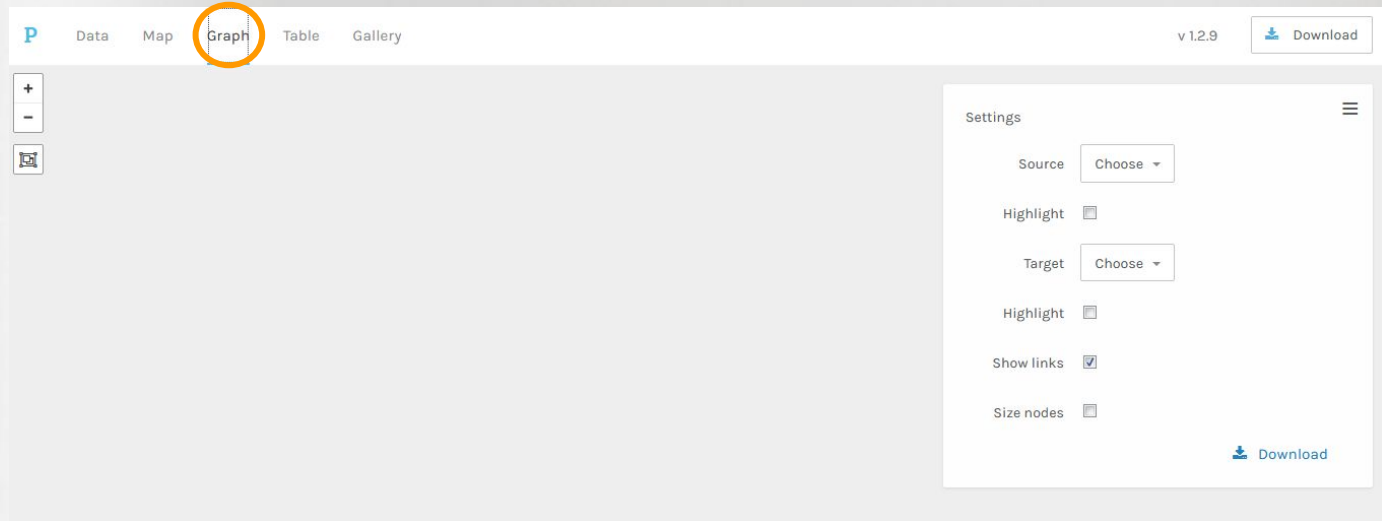 P Data Map Graph Table Gallery v 1.2.9 Download
+
-
Settings
Source Choose
Highlight
Target Choose
Highlight
Show links
Size nodes
Download